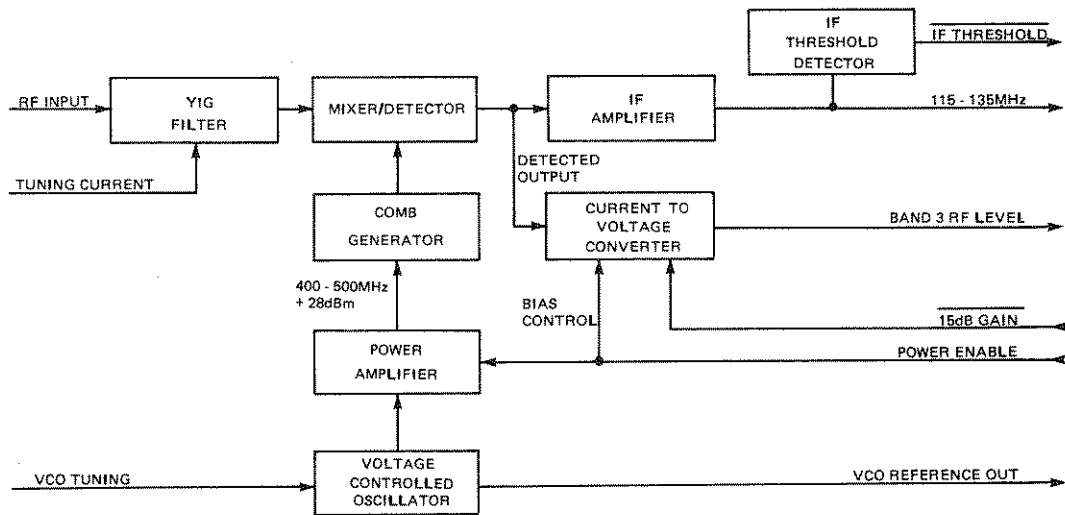 IF
THRESHOLD
DETECTOR
IF THRESHOLD
RF INPUT
YIG
FILTER
MIXER/DETECTOR
IF
AMPLIFIER
115 - 135MHz
TUNING CURRENT
DETECTED
OUTPUT
COMB
GENERATOR
CURRENT TO
VOLTAGE
CONVERTER
BAND 3 RF LEVEL
400 - 500MHz
+ 28dBm
BIAS
CONTROL
15dB GAIN
POWER
AMPLIFIER
POWER ENABLE
VCO TUNING
VOLTAGE
CONTROLLED
OSCILLATOR
VCO REFERENCE OUT